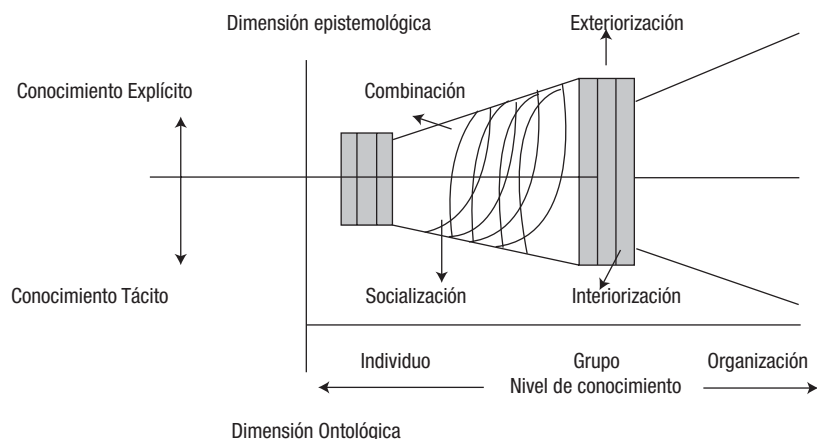 Dimensión epistemológica
Exteriorización
Conocimiento Explícito
Combinación
Conocimiento Tácito
Socialización
Interiorización
Individuo
Grupo
Organización
Nivel de conocimiento
Dimensión Ontológica